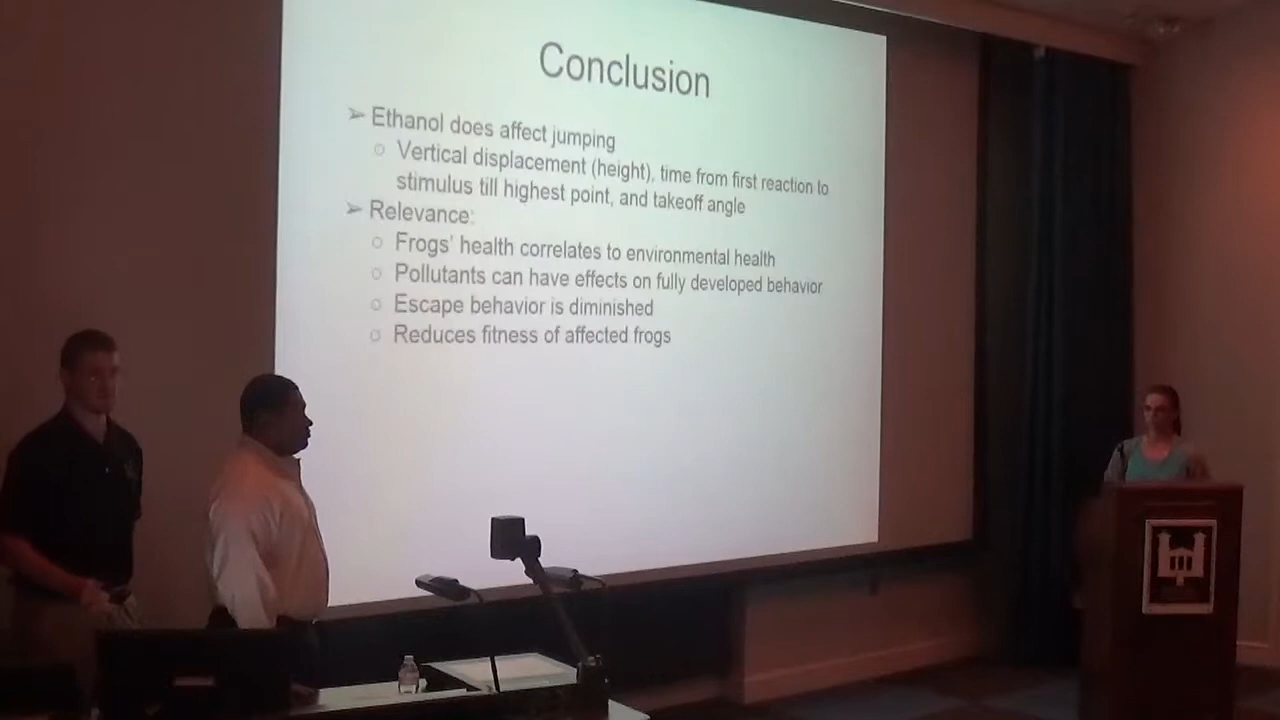 Conclusion
➢ Ethanol does affect jumping
○ Vertical displacement (height), time from first reaction to
stimulus till highest point, and takeoff angle
➢ Relevance:
○ Frogs' health correlates to environmental health
○ Pollutants can have effects on fully developed behavior
○ Escape behavior is diminished
○ Reduces fitness of affected frogs